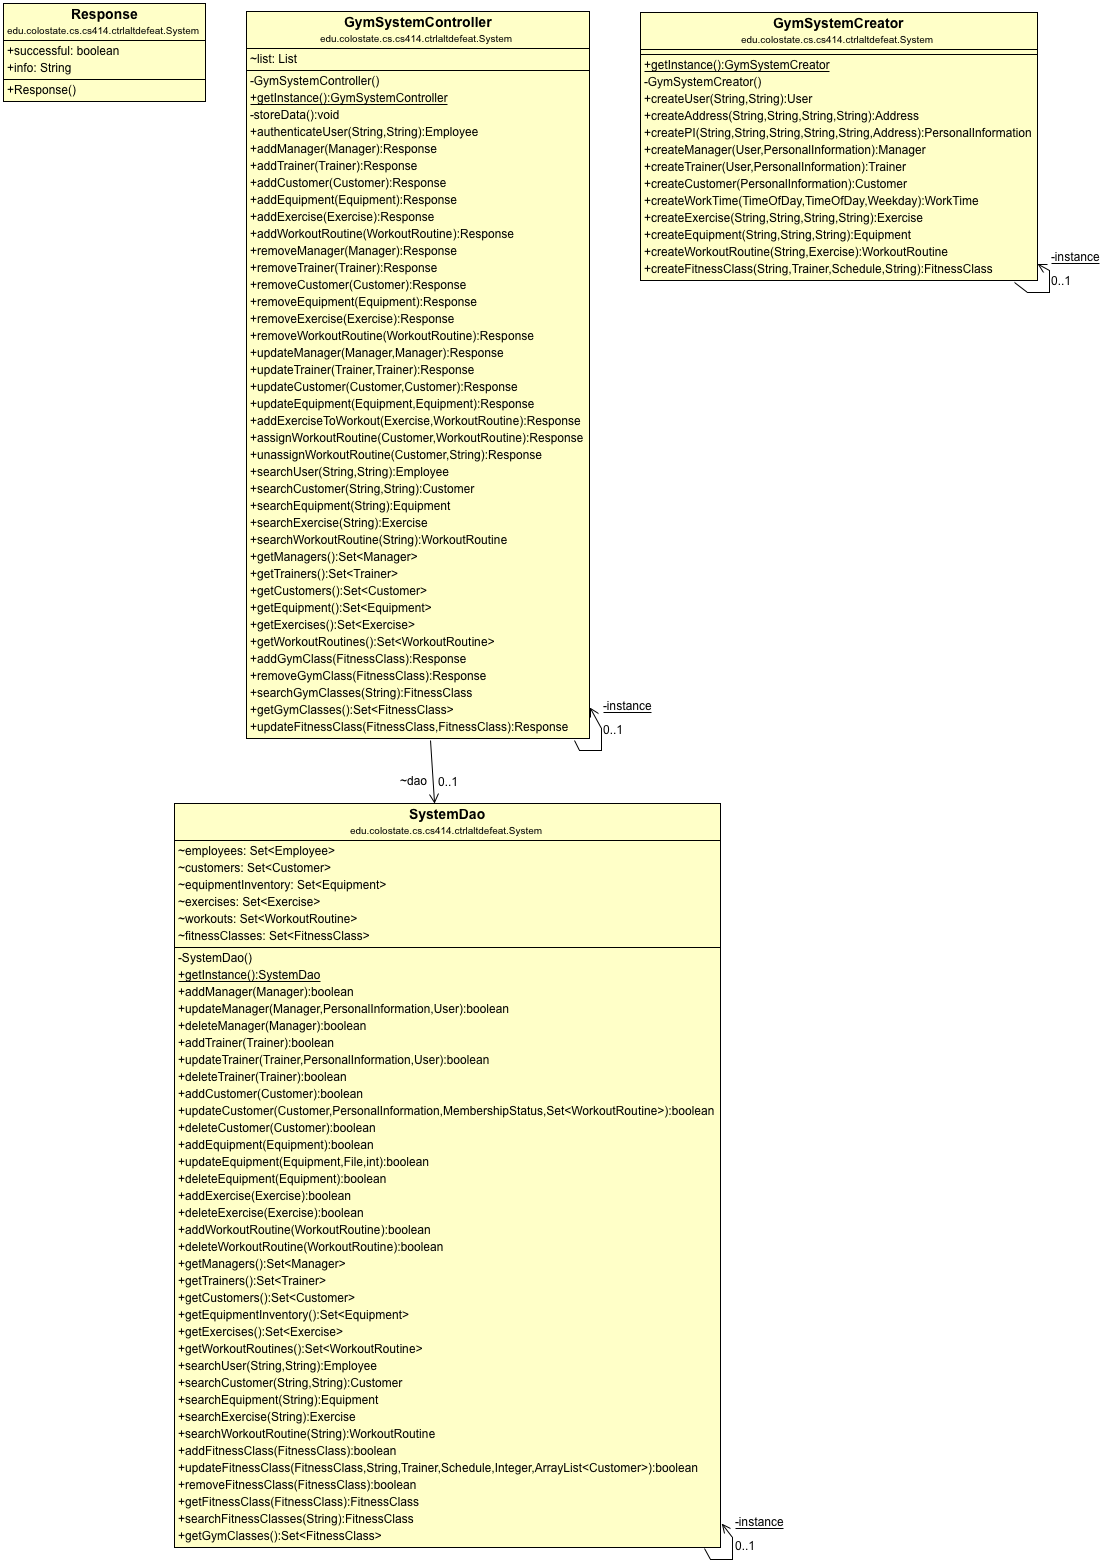 Response
edu.colostate.cs.cs414.ctrlaltdefeat.System
+successful: boolean
+info: String
+Response()
GymSystemController
edu.colostate.cs.cs414.ctrlaltdefeat.System
~list: List
-GymSystemController()
+getInstance():GymSystemController
-storeData():void
+authenticateUser(String,String):Employee
+addManager(Manager):Response
+addTrainer(Trainer):Response
+addCustomer(Customer):Response
+addEquipment(Equipment):Response
+addExercise(Exercise):Response
+addWorkoutRoutine(WorkoutRoutine):Response
+removeManager(Manager):Response
+removeTrainer(Trainer):Response
+removeCustomer(Customer):Response
+removeEquipment(Equipment):Response
+removeExercise(Exercise):Response
+removeWorkoutRoutine(WorkoutRoutine):Response
+updateManager(Manager,Manager):Response
+updateTrainer(Trainer,Trainer):Response
+updateCustomer(Customer,Customer):Response
+updateEquipment(Equipment,Equipment):Response
+addExerciseToWorkout(Exercise,WorkoutRoutine):Response
+assignWorkoutRoutine(Customer,WorkoutRoutine):Response
+unassignWorkoutRoutine(Customer,String):Response
+searchUser(String,String):Employee
+searchCustomer(String,String):Customer
+searchEquipment(String):Equipment
+searchExercise(String):Exercise
+searchWorkoutRoutine(String):WorkoutRoutine
+getManagers():Set<Manager>
+getTrainers():Set<Trainer>
+getCustomers():Set<Customer>
+getEquipment():Set<Equipment>
+getExercises():Set<Exercise>
+getWorkoutRoutines():Set<WorkoutRoutine>
+addGymClass(FitnessClass):Response
+removeGymClass(FitnessClass):Response
+searchGymClasses(String):FitnessClass
+getGymClasses():Set<FitnessClass>
+updateFitnessClass(FitnessClass,FitnessClass):Response
-instance
0..1
GymSystemCreator
edu.colostate.cs.cs414.ctrlaltdefeat.System
+getInstance():GymSystemCreator
-GymSystemCreator()
+createUser(String,String):User
+createAddress(String,String,String,String):Address
+createPI(String,String,String,String,String,Address):PersonalInformation
+createManager(User,PersonalInformation):Manager
+createTrainer(User,PersonalInformation):Trainer
+createCustomer(PersonalInformation):Customer
+createWorkTime(TimeOfDay,TimeOfDay,Weekday):WorkTime
+createExercise(String,String,String,String):Exercise
+createEquipment(String,String,String):Equipment
+createWorkoutRoutine(String,Exercise):WorkoutRoutine
+createFitnessClass(String,Trainer,Schedule,String):FitnessClass
-instance
0..1
~dao 0..1
SystemDao
edu.colostate.cs.cs414.ctrlaltdefeat.System
~employees: Set<Employee>
~customers: Set<Customer>
~equipmentInventory: Set<Equipment>
~exercises: Set<Exercise>
~workouts: Set<WorkoutRoutine>
~fitnessClasses: Set<FitnessClass>
-SystemDao()
+getInstance():SystemDao
+addManager(Manager):boolean
+updateManager(Manager,PersonalInformation,User):boolean
+deleteManager(Manager):boolean
+addTrainer(Trainer):boolean
+updateTrainer(Trainer,PersonalInformation,User):boolean
+deleteTrainer(Trainer):boolean
+addCustomer(Customer):boolean
+updateCustomer(Customer,PersonalInformation,MembershipStatus,Set<WorkoutRoutine>):boolean
+deleteCustomer(Customer):boolean
+addEquipment(Equipment):boolean
+updateEquipment(Equipment,File,int):boolean
+deleteEquipment(Equipment):boolean
+addExercise(Exercise):boolean
+deleteExercise(Exercise):boolean
+addWorkoutRoutine(WorkoutRoutine):boolean
+deleteWorkoutRoutine(WorkoutRoutine):boolean
+getManagers():Set<Manager>
+getTrainers():Set<Trainer>
+getCustomers():Set<Customer>
+getEquipmentInventory():Set<Equipment>
+getExercises():Set<Exercise>
+getWorkoutRoutines():Set<WorkoutRoutine>
+searchUser(String,String):Employee
+searchCustomer(String,String):Customer
+searchEquipment(String):Equipment
+searchExercise(String):Exercise
+searchWorkoutRoutine(String):WorkoutRoutine
+addFitnessClass(FitnessClass):boolean
+updateFitnessClass(FitnessClass,String,Trainer,Schedule,Integer,ArrayList<Customer>):boolean
+removeFitnessClass(FitnessClass):boolean
+getFitnessClass(FitnessClass):FitnessClass
+searchFitnessClasses(String):FitnessClass
+getGymClasses():Set<FitnessClass>
-instance
0..1